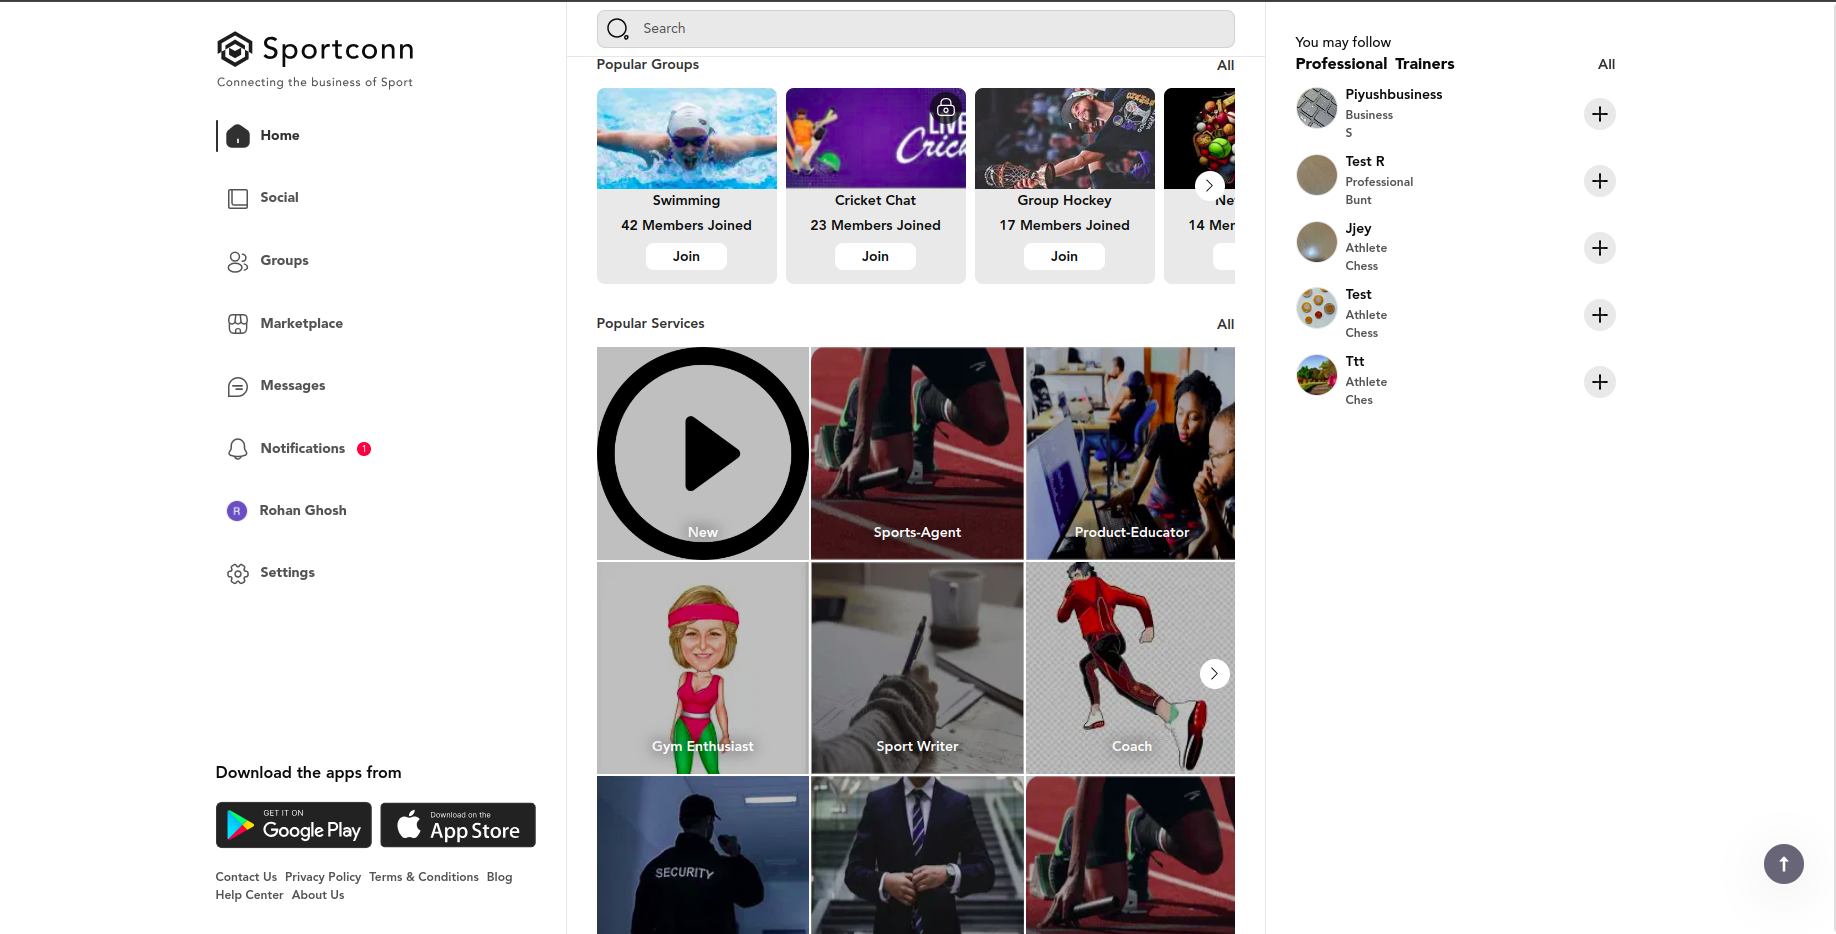 Sportconn
Connecting the business of Sport
Home
Social
Groups
Marketplace
Messages
Notifications 1
R Rohan Ghosh
Settings
Download the apps from
GET IT ON
Google Play
Download on the
App Store
Contact Us Privacy Policy Terms & Conditions Blog
Help Center About Us
Search
Popular Groups All
LIVE
Cric
Swimming
42 Members Joined
Join
Cricket Chat
23 Members Joined
Join
Group Hockey
17 Members Joined
Join
Ne
14 Mem
Popular Services All
New
Sports-Agent
Product-Educator
Gym Enthusiast
Sport Writer
Coach
SECURITY
You may follow
Professional Trainers All
Piyushbusiness
Business
S
Test R
Professional
Bunt
Jjey
Athlete
Chess
Test
Athlete
Chess
Ttt
Athlete
Ches